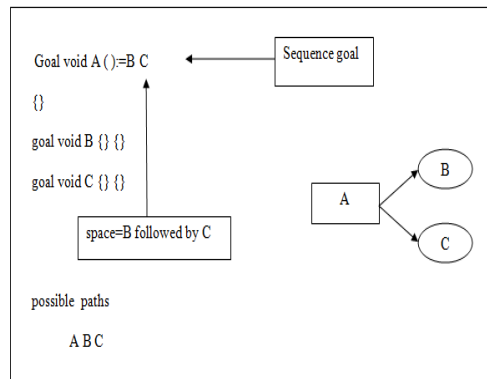 Goal void A ( ):=B C
Sequence goal
{}
goal void B {} {}
goal void C {} {}
space=B followed by C
A
B
C
possible paths
A B C